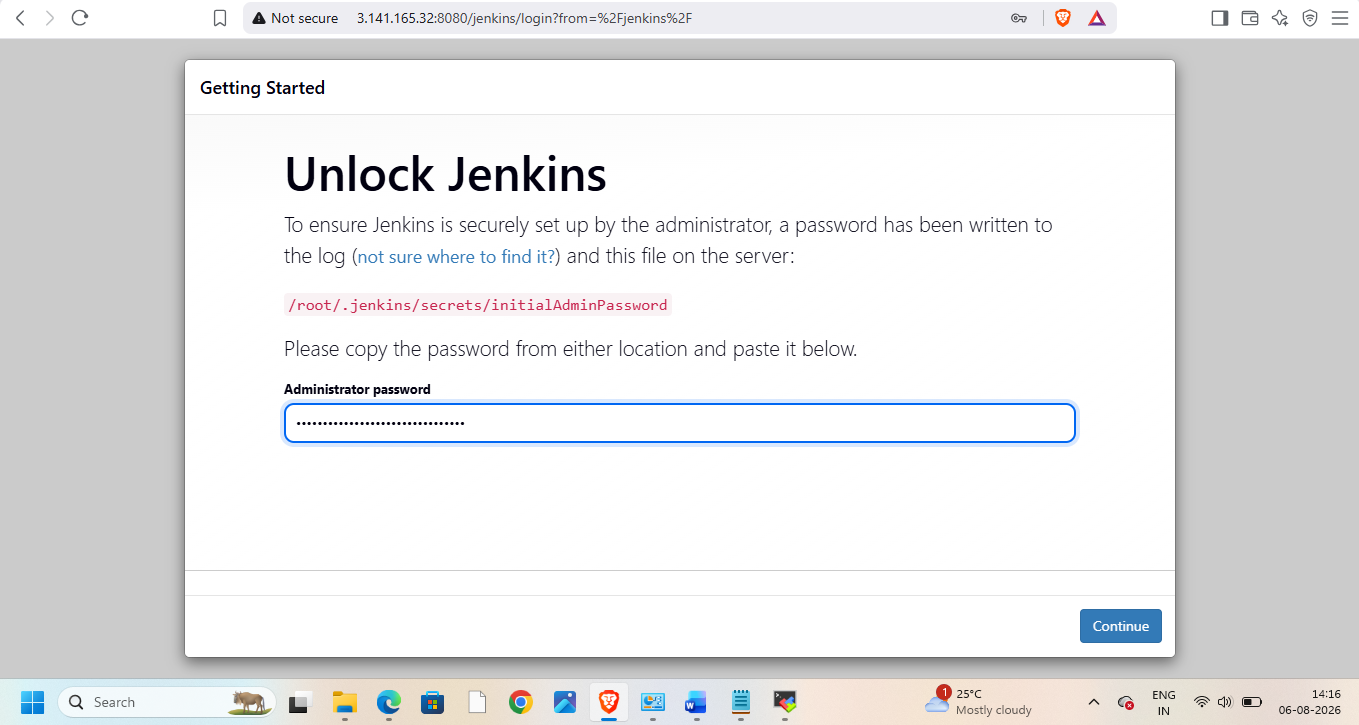 Not secure 3.141.165.32:8080/jenkins/login?from=%2Fjenkins%2F
Getting Started
Unlock Jenkins
To ensure Jenkins is securely set up by the administrator, a password has been written to
the log (not sure where to find it?) and this file on the server:
/root/.jenkins/secrets/initialAdminPassword
Please copy the password from either location and paste it below.
Administrator password
••••••••••••••••••••••••••••••••
Continue
Search
1
25°C
Mostly cloudy
ENG
IN
14:16
06-08-2026